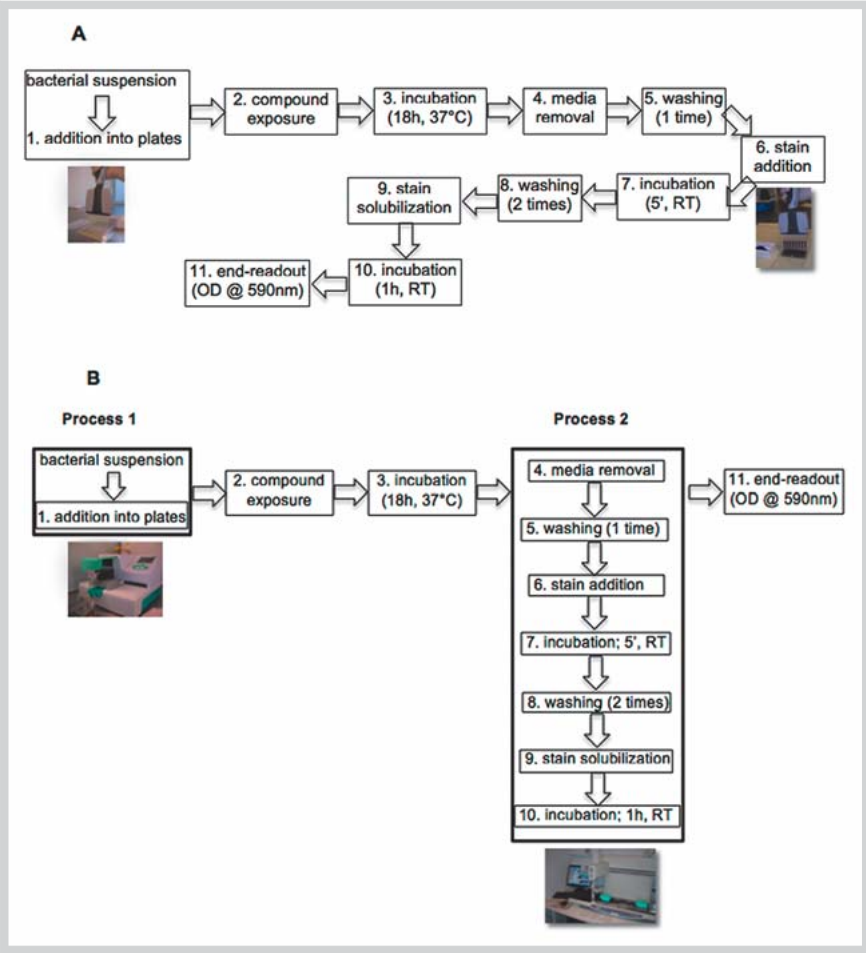 A
bacterial suspension
1. addition into plates
2. compound
exposure
3. incubation
(18h, 37°C)
4. media
removal
5. washing
(1 time)
6. stain
addition
7. incubation
(5', RT)
8. washing
(2 times)
9. stain
solubilization
10. incubation
(1h, RT)
11. end-readout
(OD @ 590nm)
B
Process 1
bacterial suspension
1. addition into plates
2. compound
exposure
3. incubation
(18h, 37°C)
Process 2
4. media removal
5. washing (1 time)
6. stain addition
7. incubation; 5', RT
8. washing (2 times)
9. stain solubilization
10. incubation; 1h, RT
11. end-readout
(OD @ 590nm)